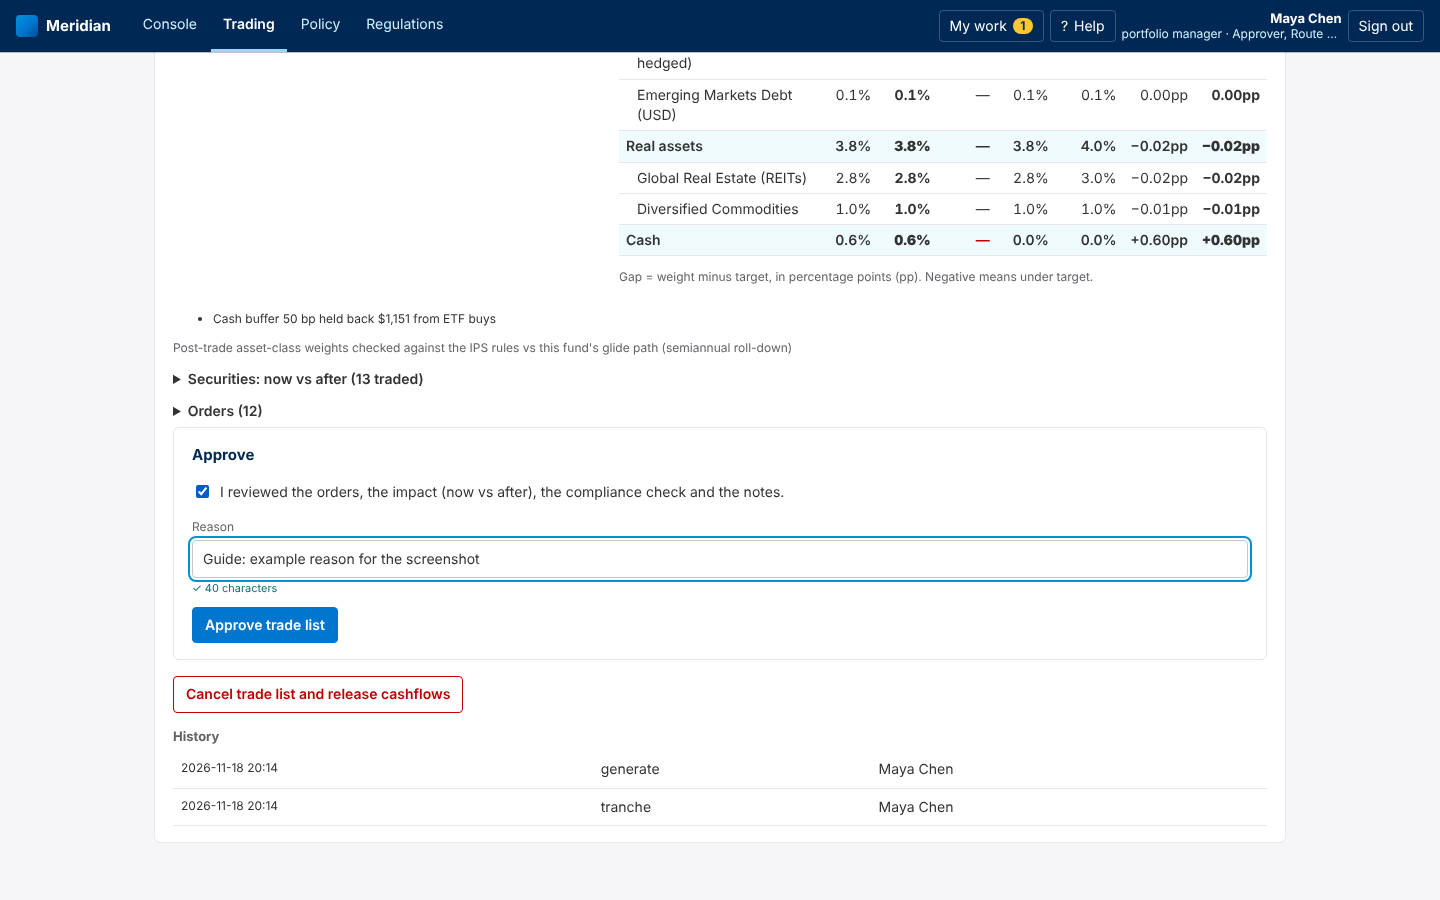 Meridian Console Trading Policy Regulations My work 1 ? Help Maya Chen Sign out
portfolio manager · Approver, Route ...
hedged)
Emerging Markets Debt 0.1% 0.1% — 0.1% 0.1% 0.00pp 0.00pp
(USD)
Real assets 3.8% 3.8% — 3.8% 4.0% −0.02pp −0.02pp
Global Real Estate (REITs) 2.8% 2.8% — 2.8% 3.0% −0.02pp −0.02pp
Diversified Commodities 1.0% 1.0% — 1.0% 1.0% −0.01pp −0.01pp
Cash 0.6% 0.6% — 0.0% 0.0% +0.60pp +0.60pp
Gap = weight minus target, in percentage points (pp). Negative means under target.
• Cash buffer 50 bp held back $1,151 from ETF buys
Post-trade asset-class weights checked against the IPS rules vs this fund's glide path (semiannual roll-down)
▶ Securities: now vs after (13 traded)
▶ Orders (12)
Approve
I reviewed the orders, the impact (now vs after), the compliance check and the notes.
Reason
Guide: example reason for the screenshot
✓ 40 characters
Approve trade list
Cancel trade list and release cashflows
History
2026-11-18 20:14 generate Maya Chen
2026-11-18 20:14 tranche Maya Chen